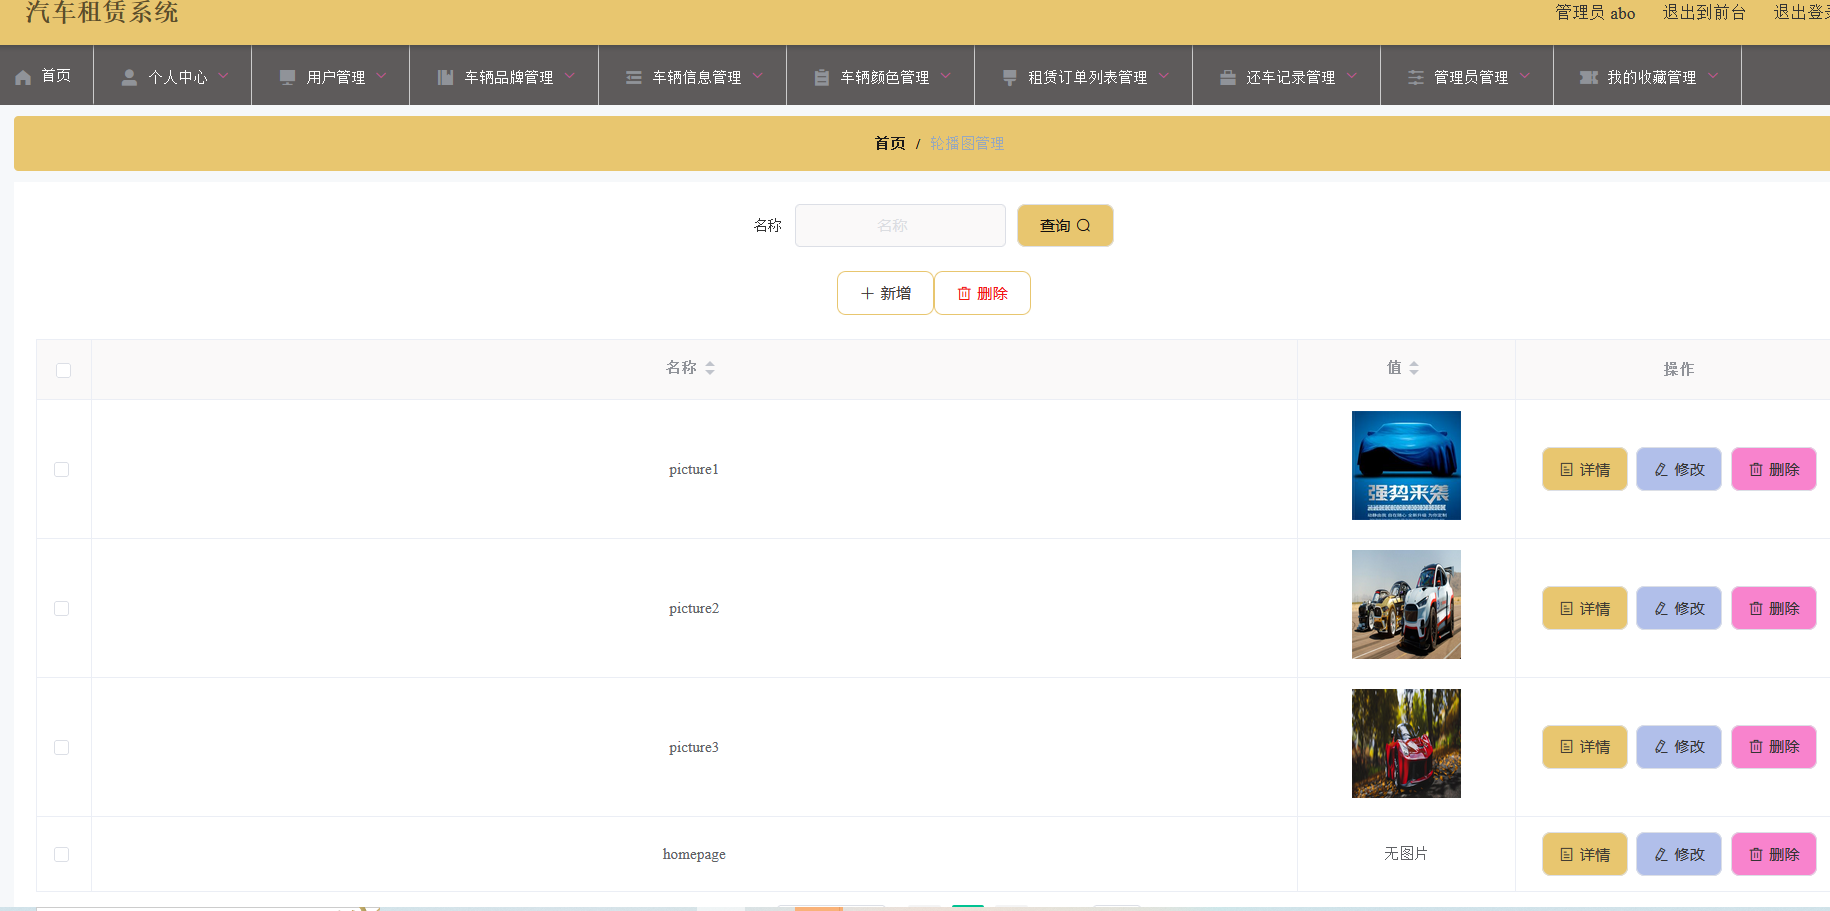 汽车租赁系统
管理员 abo 退出到前台 退出登录
首页 个人中心 用户管理 车辆品牌管理 车辆信息管理 车辆颜色管理 租赁订单列表管理 还车记录管理 管理员管理 我的收藏管理
首页 / 轮播图管理
名称 名称 查询
新增 删除
名称 值 操作
强势来袭
picture1 详情 修改 删除
picture2 详情 修改 删除
picture3 详情 修改 删除
homepage 无图片 详情 修改 删除